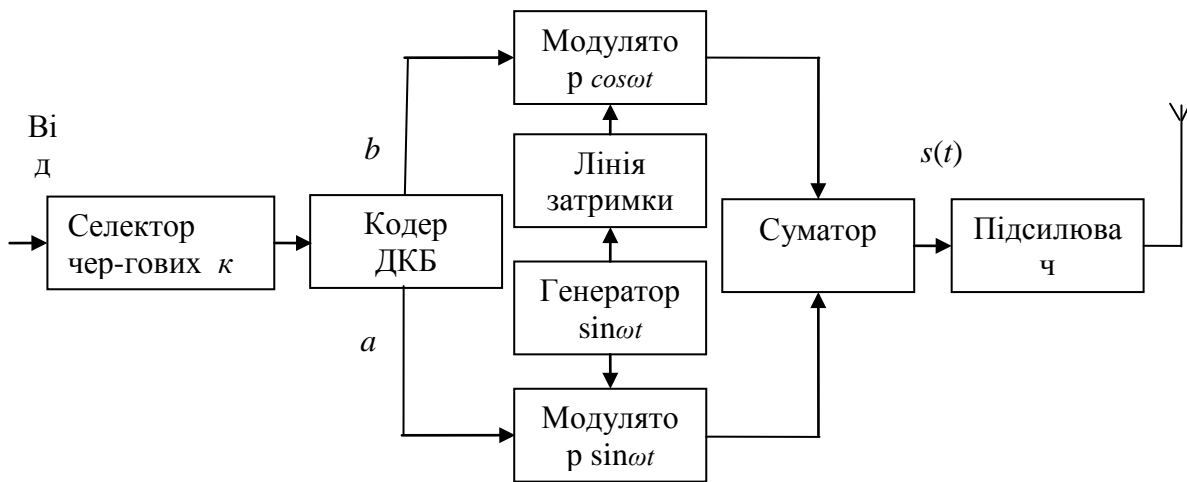 Модулято
р cosωt
Ві
д
b
Лінія
затримки
s(t)
Селектор
чер-гових к
Кодер
ДКБ
Суматор
Підсилюва
ч
Генератор
sinωt
a
Модулято
р sinωt